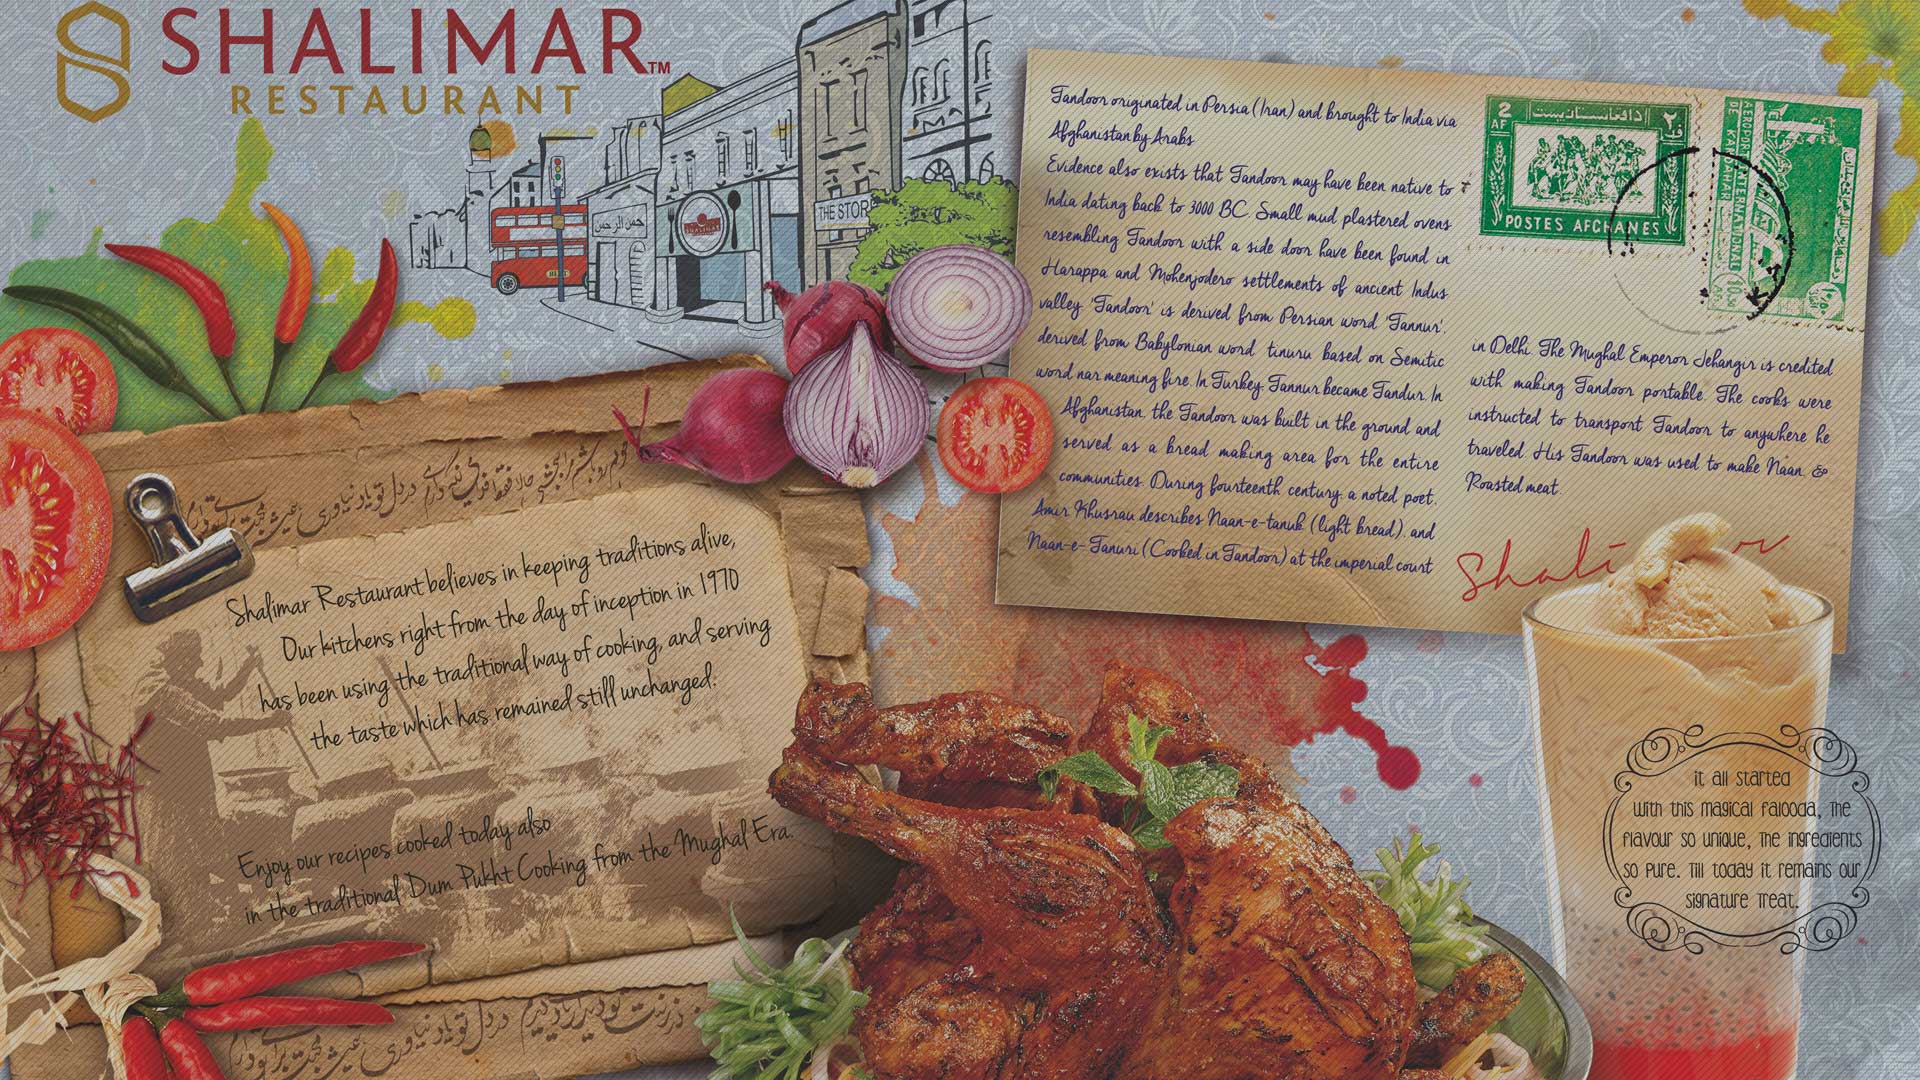 SHALIMAR™
RESTAURANT
THE STORE
SHALIMAR
Tandoor originated in Persia (Iran) and brought to India via
Afghanistan by Arabs
Evidence also exists that Tandoor may have been native to
India dating back to 3000 BC. Small mud plastered ovens
resembling Tandoor with a side door have been found in
Harappa and Mohenjodero settlements of ancient Indus
valley 'Tandoor' is derived from Persian word 'Tannur'.
derived from Babylonian word tinuru based on Semitic
word nar meaning fire. In Turkey, Tannur became Tandur. In
Afghanistan, the Tandoor was built in the ground and
served as a bread making area for the entire
communities. During fourteenth century, a noted poet,
Amir Khusrau describes Naan-e-tanuk (light bread), and
Naan-e-Tanuri (Cooked in Tandoor) at the imperial court
in Delhi. The Mughal Emperor Jehangir is credited
with making Tandoor portable. The cooks were
instructed to transport Tandoor to anywhere he
traveled. His Tandoor was used to make Naan &
Roasted meat.
2
AF
POSTES AFGHANES
Shalimar Restaurant believes in keeping traditions alive,
right from the day of inception in 1970
Our kitchens
has been using the traditional way of cooking, and serving
the taste which has remained still unchanged.
Enjoy our recipes cooked today also
in the traditional Dum Pukht Cooking from the Mughal Era.
it all started
with this magical falooda, The
flavour so unique, The ingredients
so pure. Till today it remains our
signature Treat.